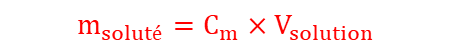 m_soluté = C_m × V_solution